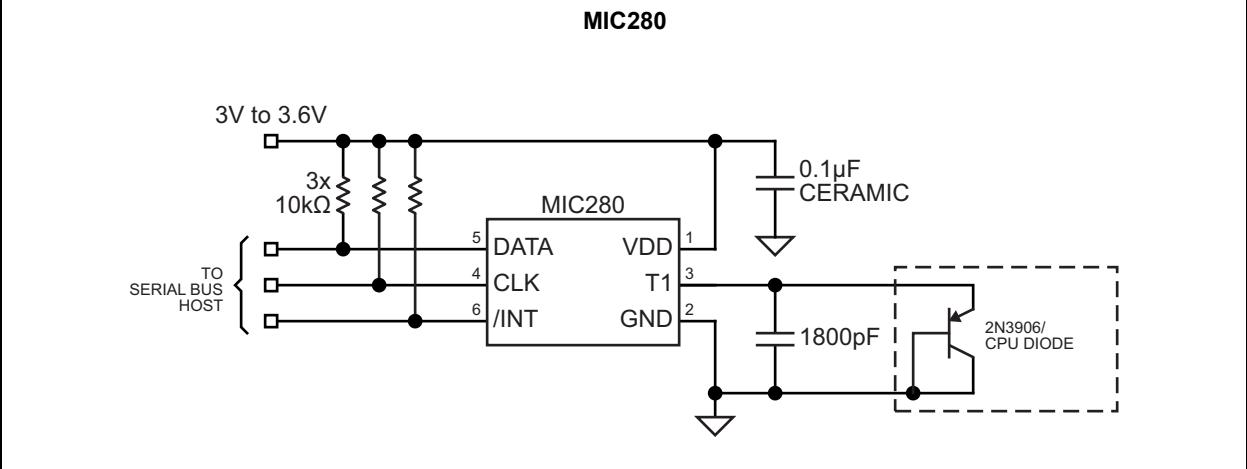 MIC280
3V to 3.6V
3x
10kΩ
0.1µF
CERAMIC
MIC280
TO
SERIAL BUS
HOST
5 DATA VDD 1
4 CLK T1 3
6 /INT GND 2
1800pF
2N3906/
CPU DIODE